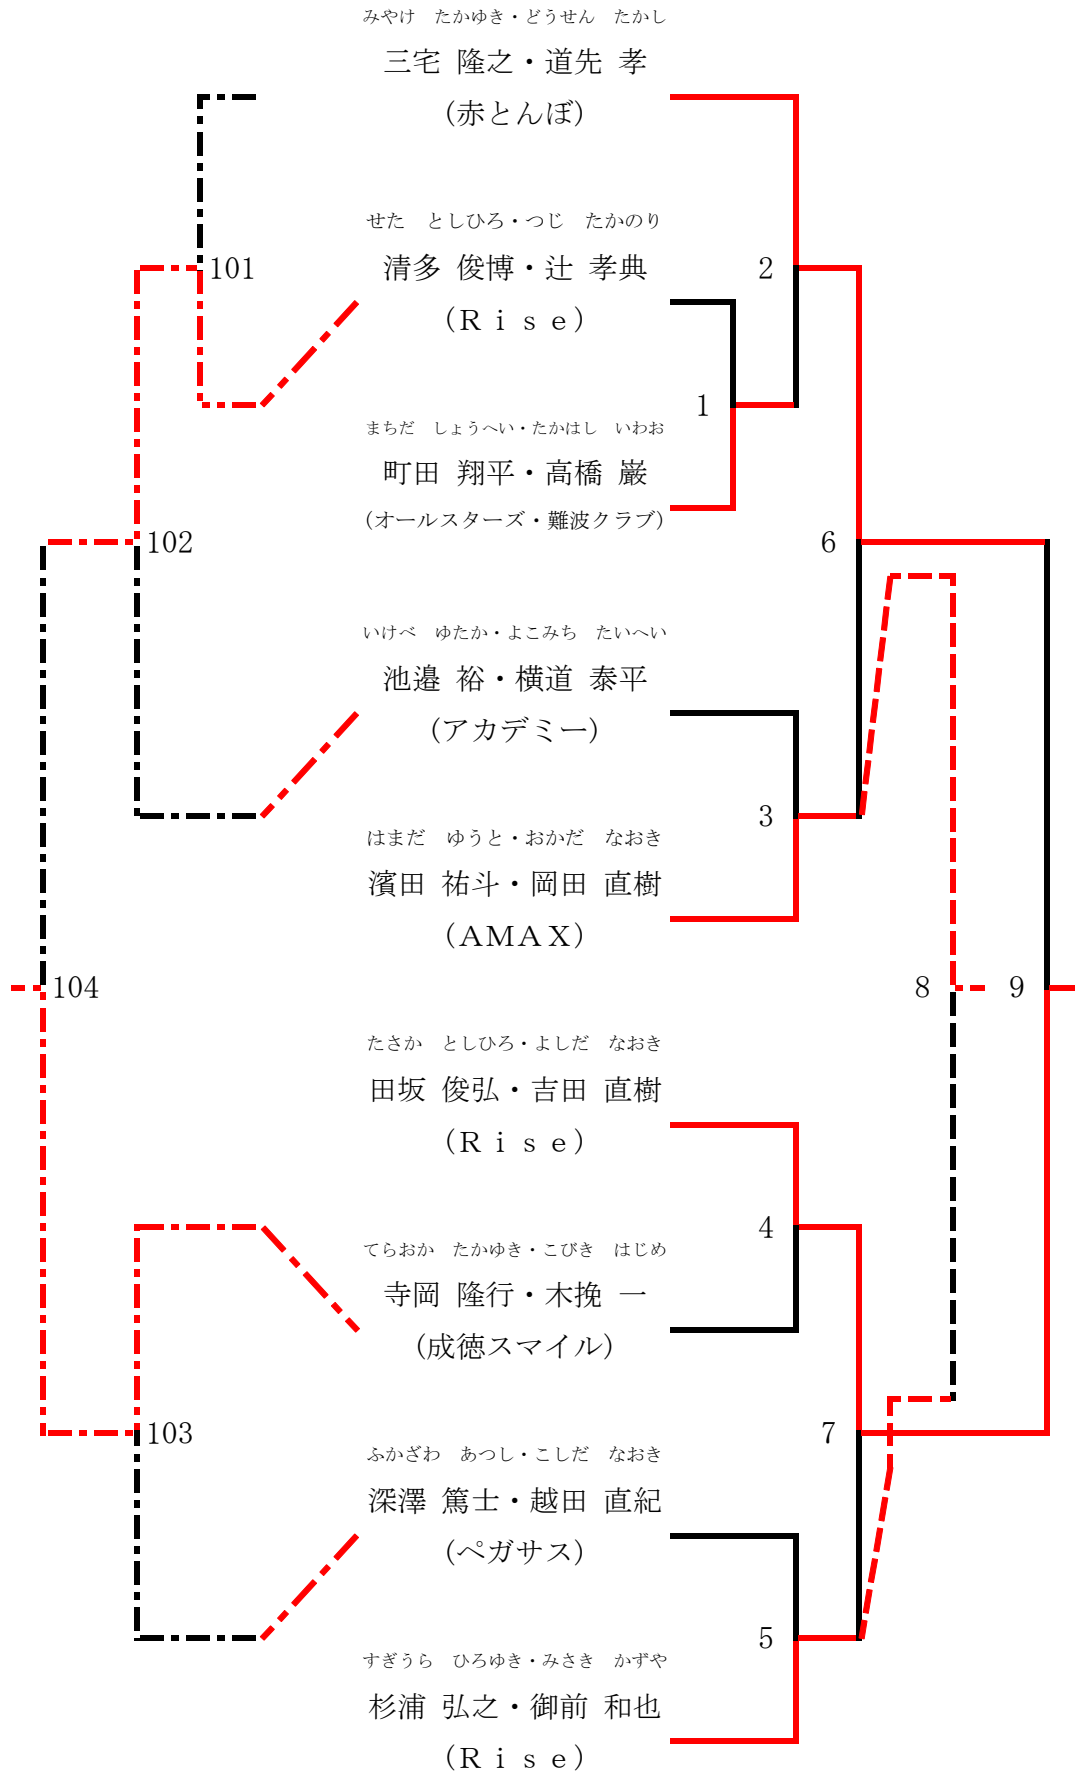 みやけ　たかゆき・どうせん　たかし
三宅 隆之・道先 孝
(赤とんぼ)
せた　としひろ・つじ　たかのり
101
清多 俊博・辻 孝典
2
(Ｒｉｓｅ)
1
まちだ　しょうへい・たかはし　いわお
町田 翔平・高橋 巌
(オールスターズ・難波クラブ)
102
6
いけべ　ゆたか・よこみち　たいへい
池邉 裕・横道 泰平
(アカデミー)
3
はまだ　ゆうと・おかだ　なおき
濱田 祐斗・岡田 直樹
(ＡＭＡＸ)
104
8
9
たさか　としひろ・よしだ　なおき
田坂 俊弘・吉田 直樹
(Ｒｉｓｅ)
4
てらおか　たかゆき・こびき　はじめ
寺岡 隆行・木挽 一
(成徳スマイル)
103
7
ふかざわ　あつし・こしだ　なおき
深澤 篤士・越田 直紀
(ペガサス)
5
すぎうら　ひろゆき・みさき　かずや
杉浦 弘之・御前 和也
(Ｒｉｓｅ)